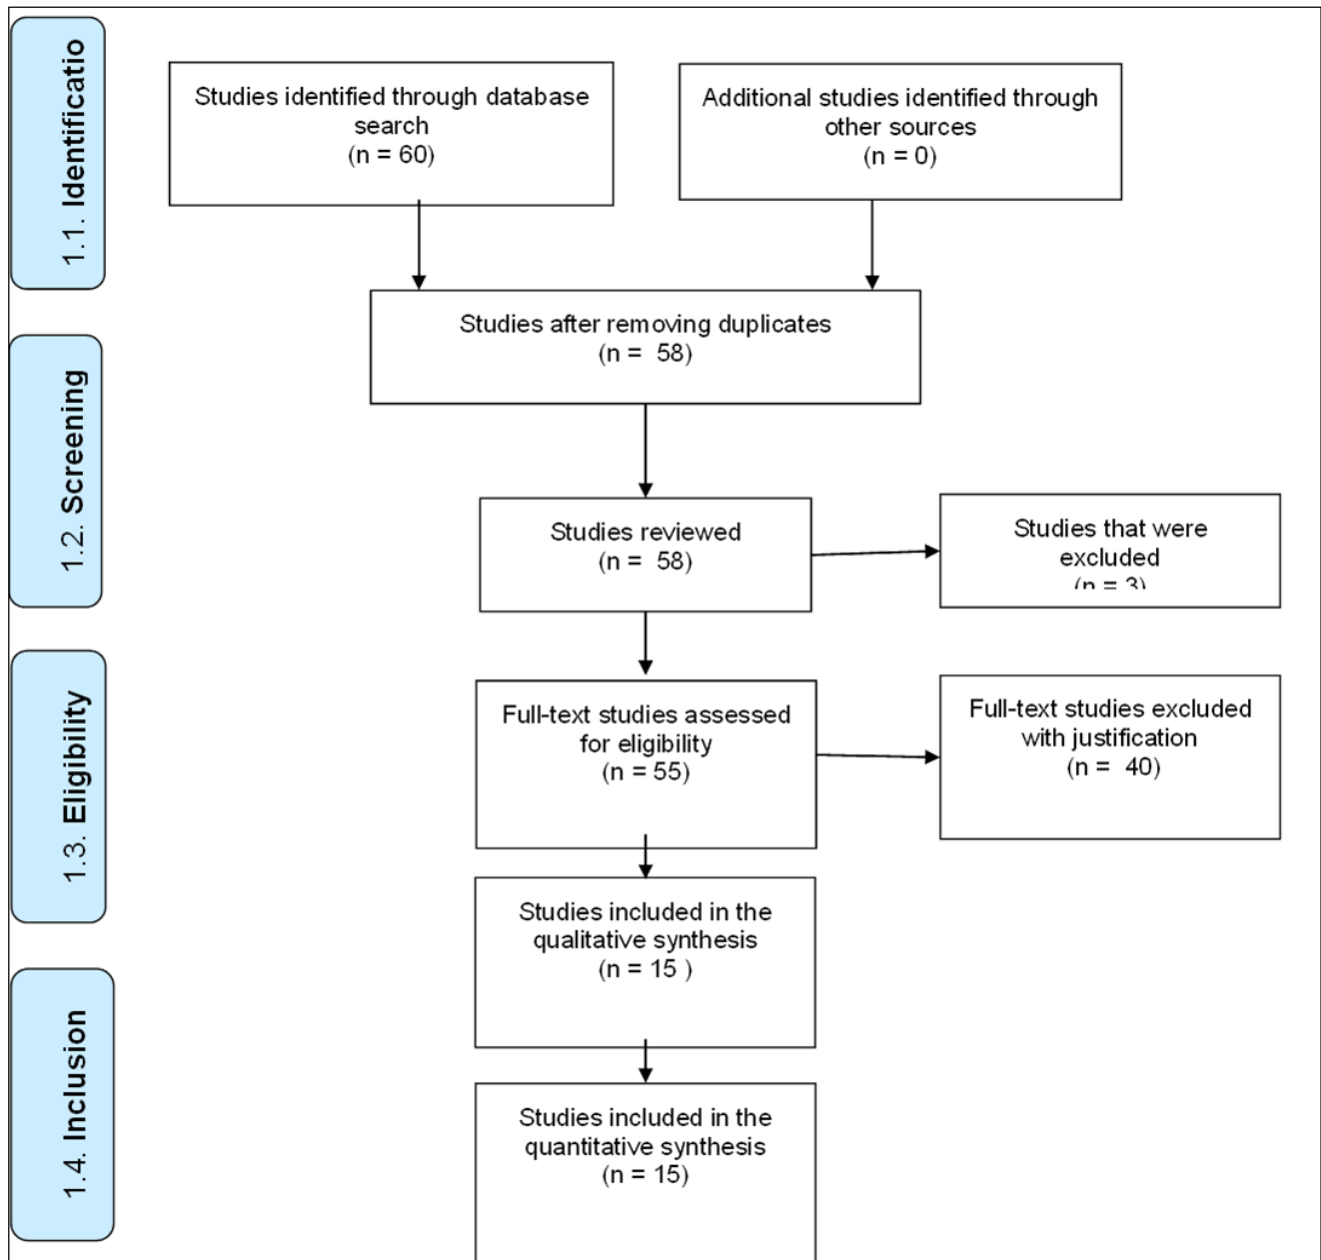 1.1. Identificatio
Studies identified through database
search
(n = 60)
Additional studies identified through
other sources
(n = 0)
Studies after removing duplicates
(n =  58)
1.2. Screening
Studies reviewed
(n =  58)
Studies that were
excluded
(n = 3)
1.3. Eligibility
Full-text studies assessed
for eligibility
(n = 55)
Full-text studies excluded
with justification
(n =  40)
Studies included in the
qualitative synthesis
(n = 15 )
1.4. Inclusion
Studies included in the
quantitative synthesis
(n = 15)